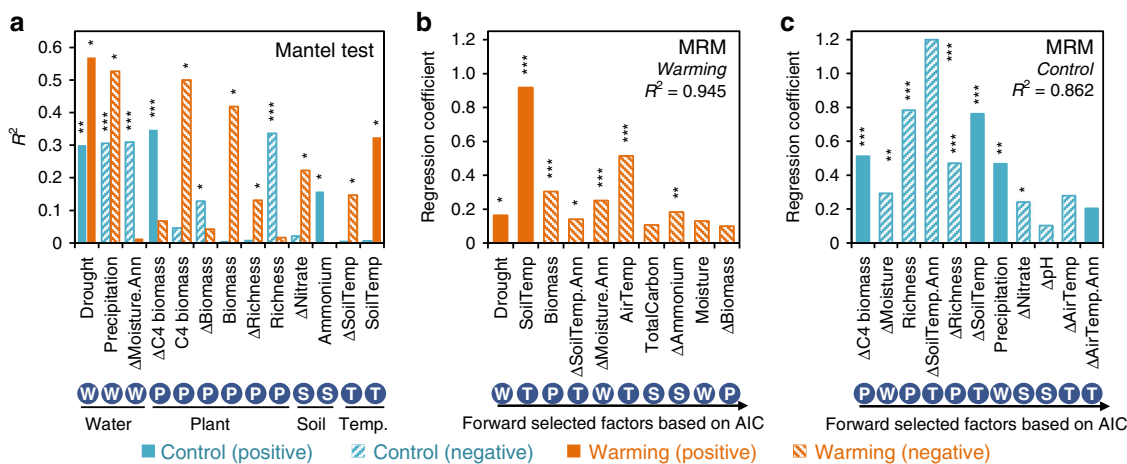 a
Mantel test
R²
0.6
0.5
0.4
0.3
0.2
0.1
0
**
*
***
*
***
***
*
*
*
*
***
*
*
*
*
Drought
Precipitation
ΔMoisture.Ann
ΔC4 biomass
C4 biomass
ΔBiomass
Biomass
ΔRichness
Richness
ΔNitrate
Ammonium
ΔSoilTemp
SoilTemp
W W W P P P P P P S S T T
Water Plant Soil Temp.
b
MRM
Warming
R² = 0.945
Regression coefficient
1.2
1.0
0.8
0.6
0.4
0.2
0
*
***
***
*
***
***
**
Drought
SoilTemp
Biomass
ΔSoilTemp.Ann
ΔMoisture.Ann
AirTemp
TotalCarbon
ΔAmmonium
Moisture
ΔBiomass
W T P T W T S S W P
Forward selected factors based on AIC
c
MRM
Control
R² = 0.862
Regression coefficient
1.2
1.0
0.8
0.6
0.4
0.2
0
***
**
***
***
***
***
**
*
ΔC4 biomass
ΔMoisture
Richness
ΔSoilTemp.Ann
ΔRichness
ΔSoilTemp
Precipitation
ΔNitrate
ΔpH
ΔAirTemp
ΔAirTemp.Ann
P W P T P T W S S T T
Forward selected factors based on AIC
Control (positive) Control (negative) Warming (positive) Warming (negative)